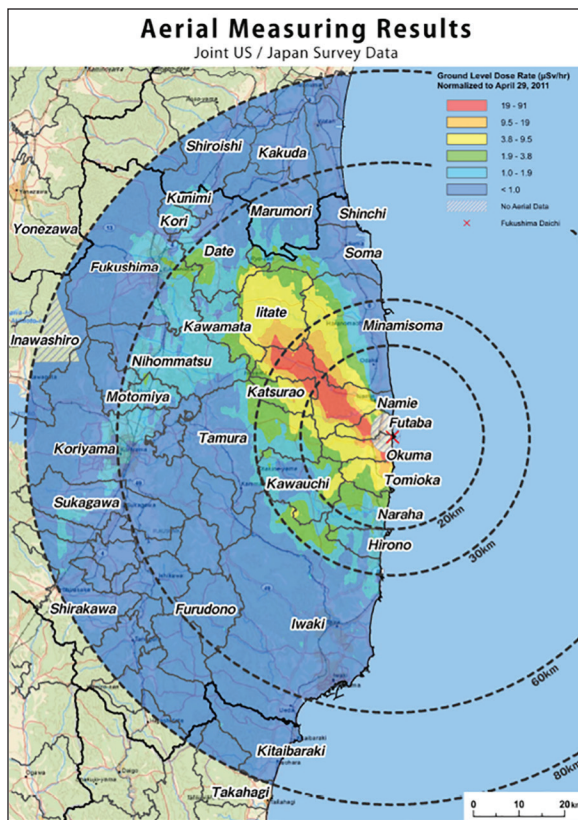 Aerial Measuring Results
Joint US / Japan Survey Data
Ground Level Dose Rate (µSv/hr)
Normalized to April 29, 2011
19 - 91
9.5 - 19
3.8 - 9.5
1.9 - 3.8
1.0 - 1.9
< 1.0
No Aerial Data
Fukushima Daiichi
Shiroishi
Kakuda
Kunimi
Kori
Marumori
Shinchi
Yonezawa
Date
Soma
Fukushima
Iitate
Minamisoma
Kawamata
Inawashiro
Nihommatsu
Katsurao
Namie
Motomiya
Futaba
Tamura
Koriyama
Okuma
Kawauchi
Tomioka
Sukagawa
Naraha
20km
Hirono
30km
Shirakawa
Furudono
Iwaki
60km
Kitaibaraki
80km
Takahagi
0 10 20 km